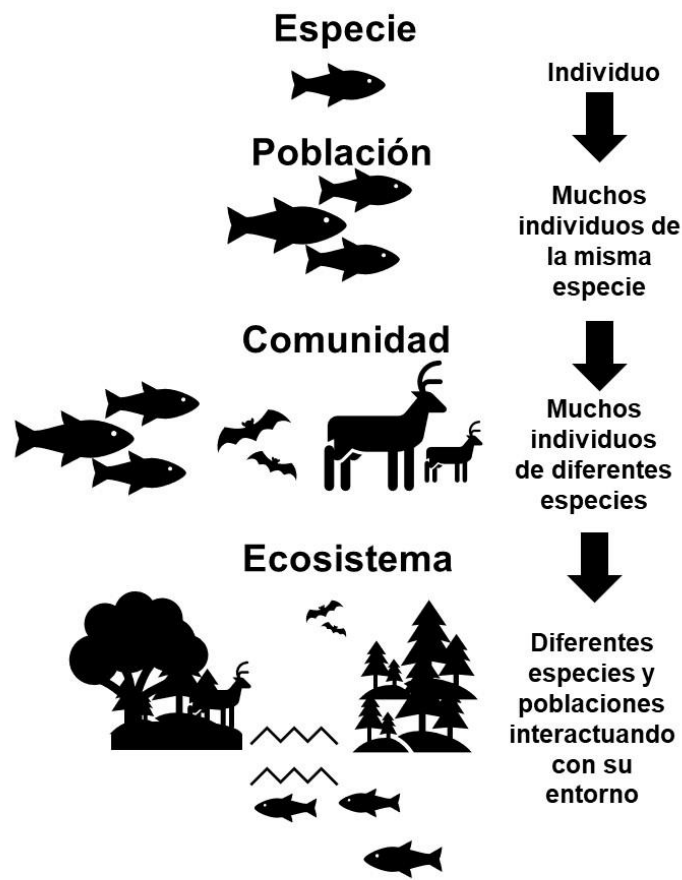 Especie
Individuo
Población
Muchos
individuos de
la misma
especie
Comunidad
Muchos
individuos
de diferentes
especies
Ecosistema
Diferentes
especies y
poblaciones
interactuando
con su
entorno